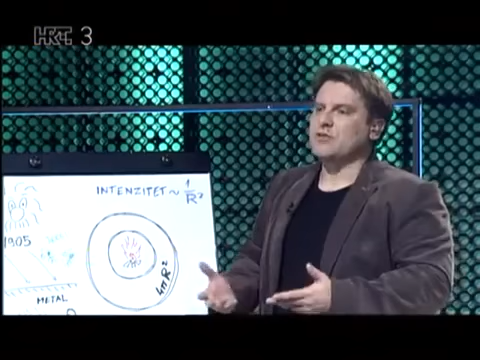 HRT 3
INTENZITET ~ 1/R²
1905
4πR²
METAL